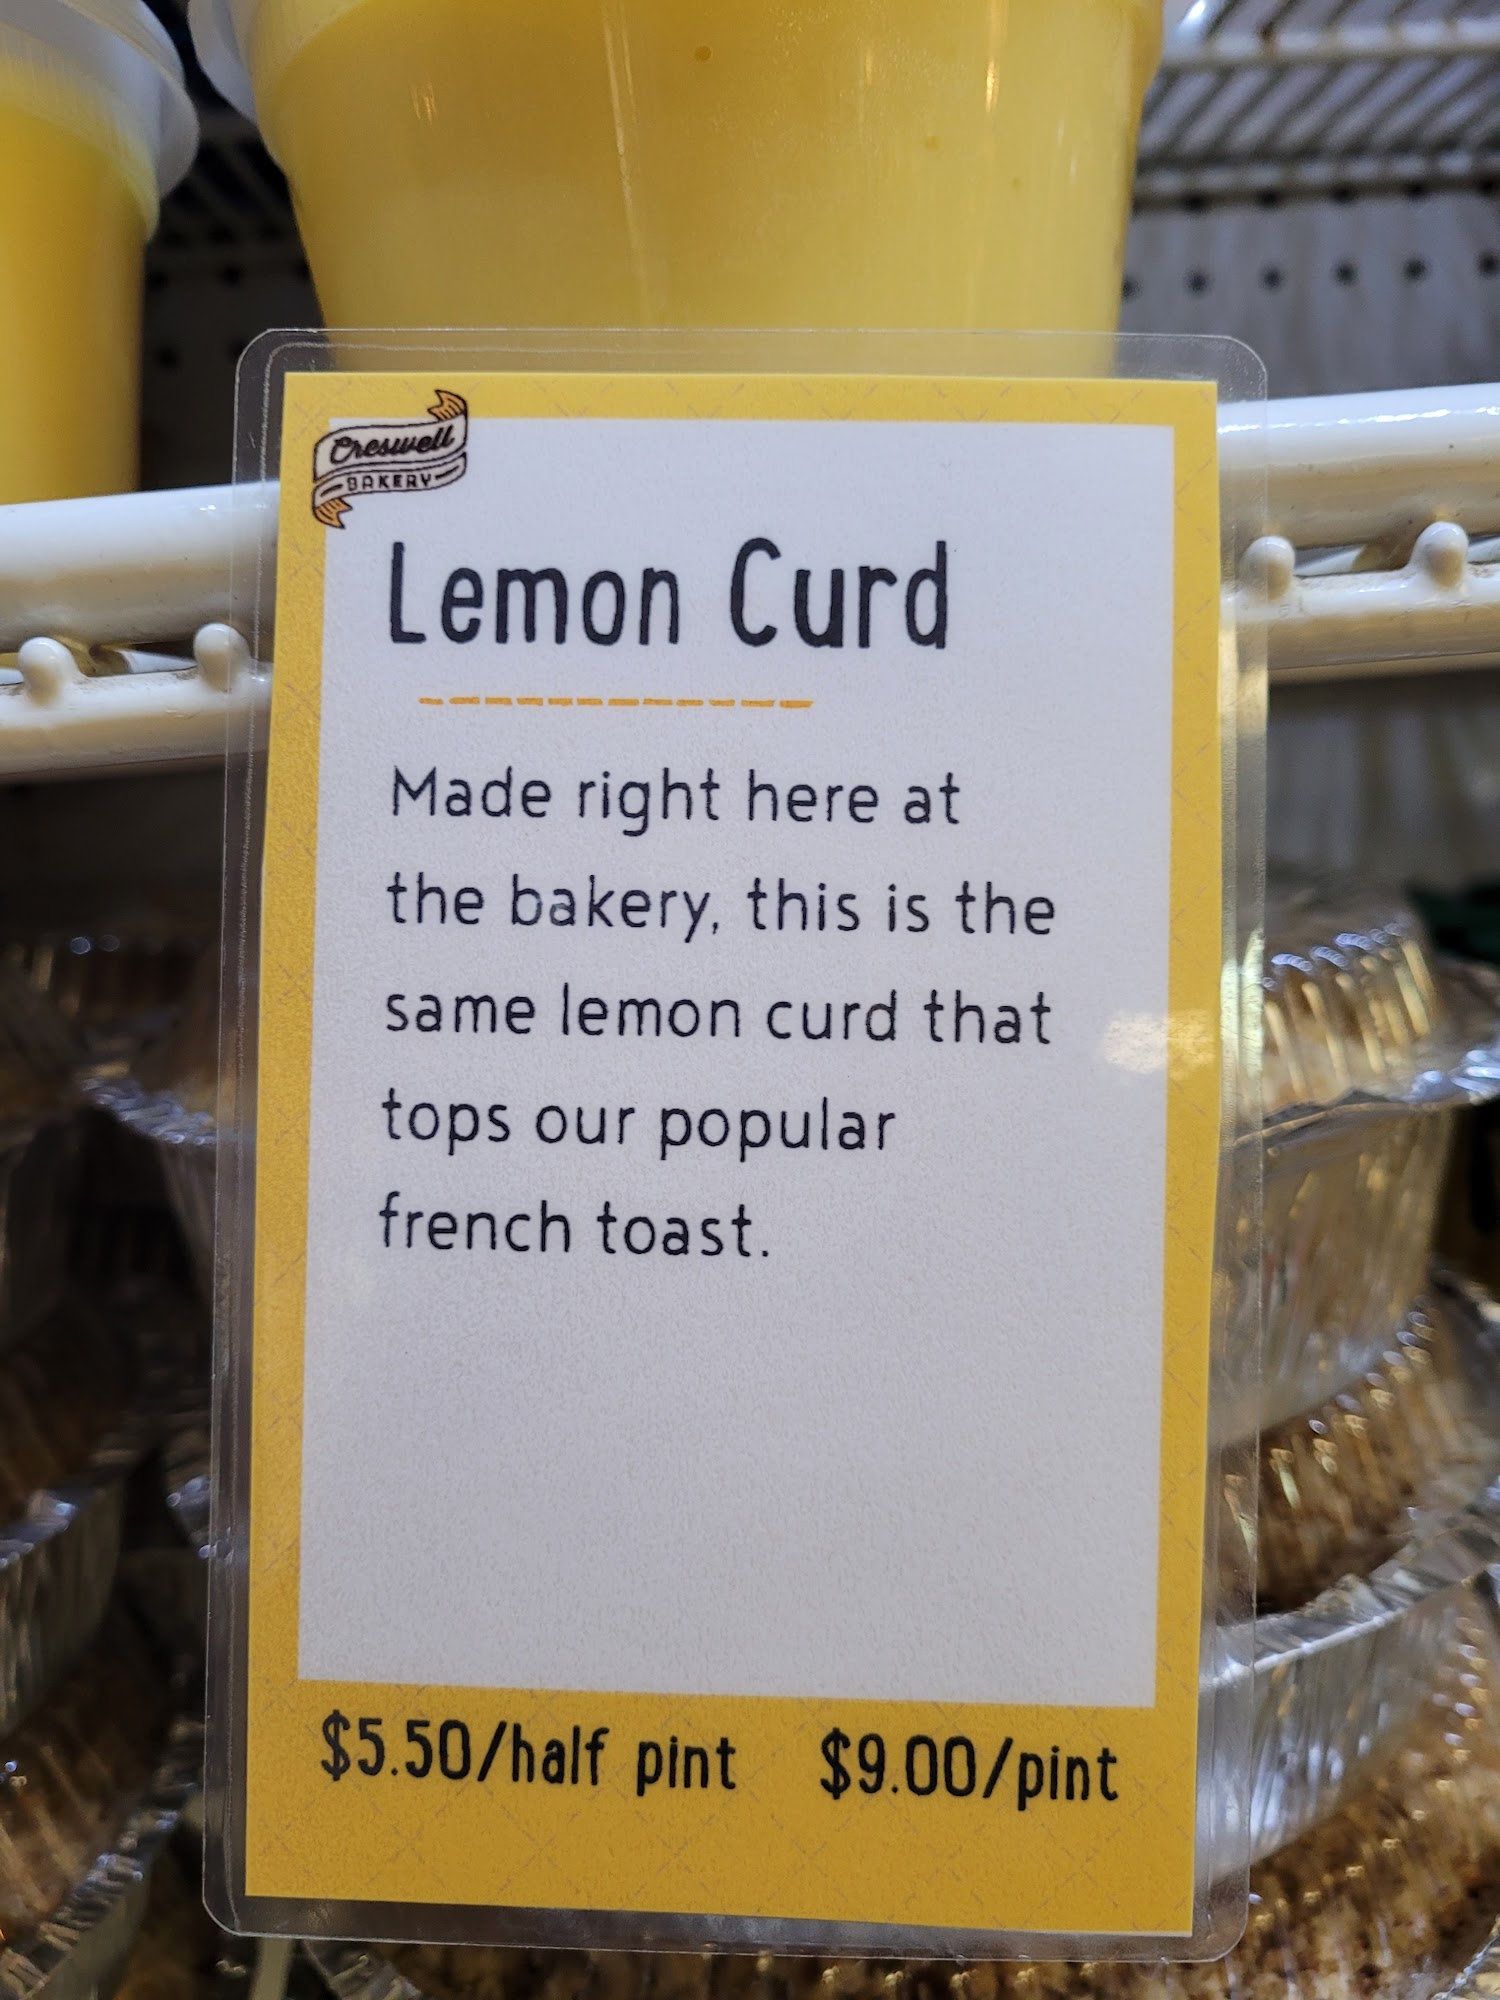 Creswell
BAKERY
Lemon Curd
Made right here at
the bakery, this is the
same lemon curd that
tops our popular
french toast.
$5.50/half pint $9.00/pint